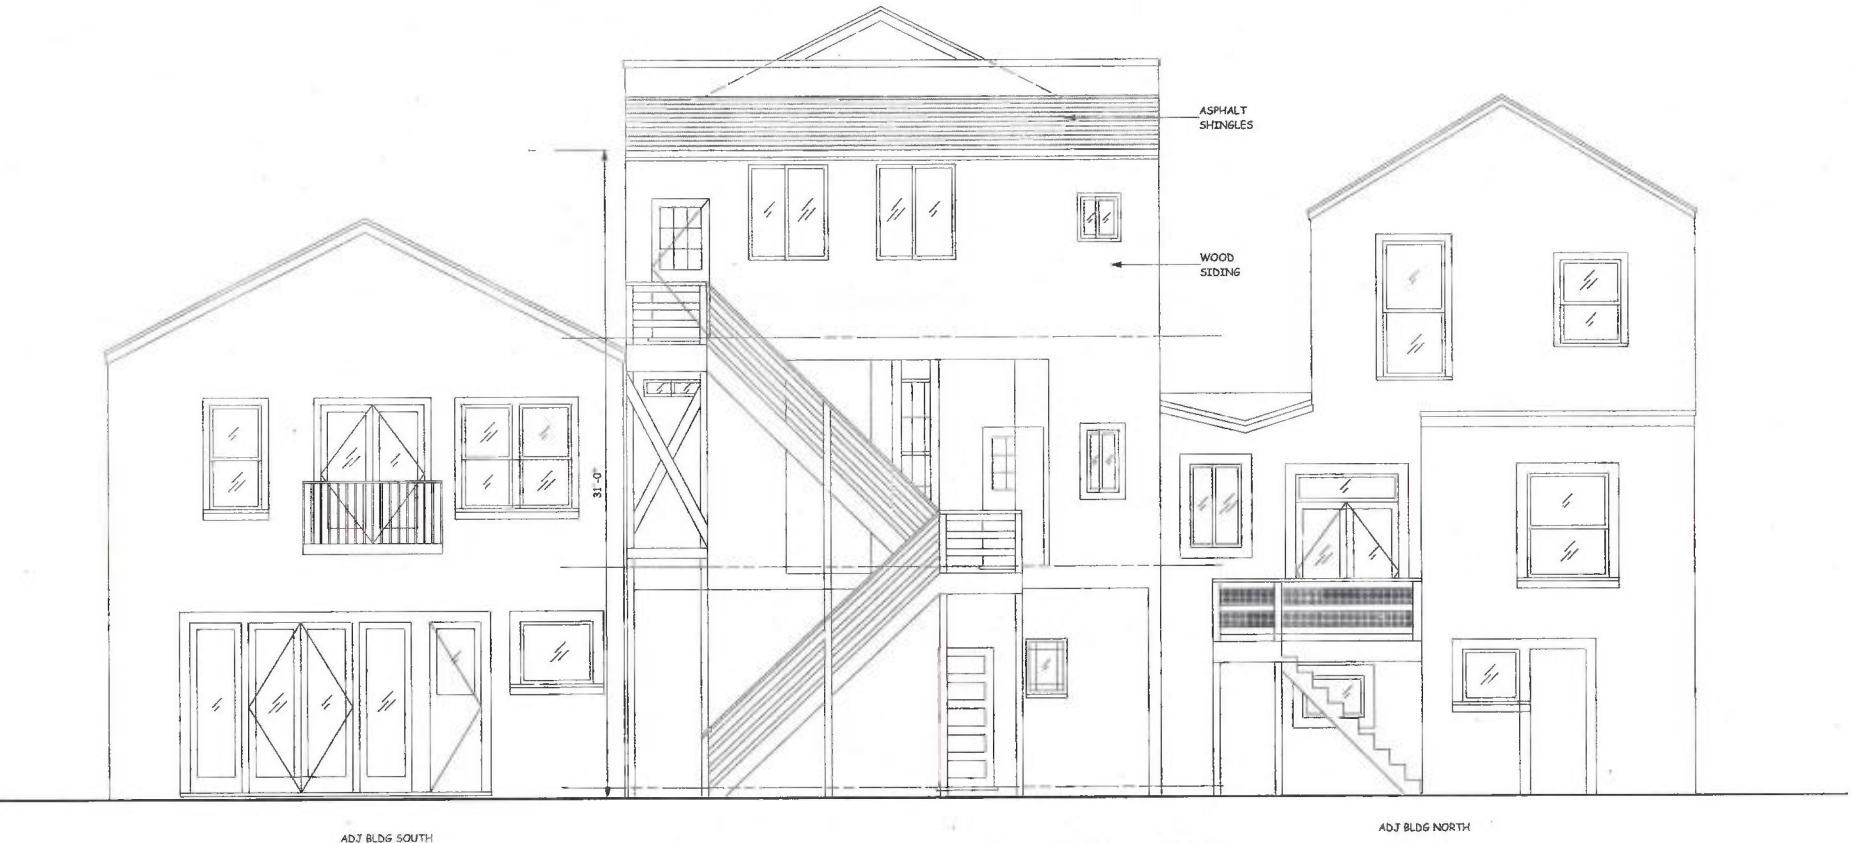 ASPHALT
SHINGLES
WOOD
SIDING
31'-0"
ADJ BLDG SOUTH
ADJ BLDG NORTH